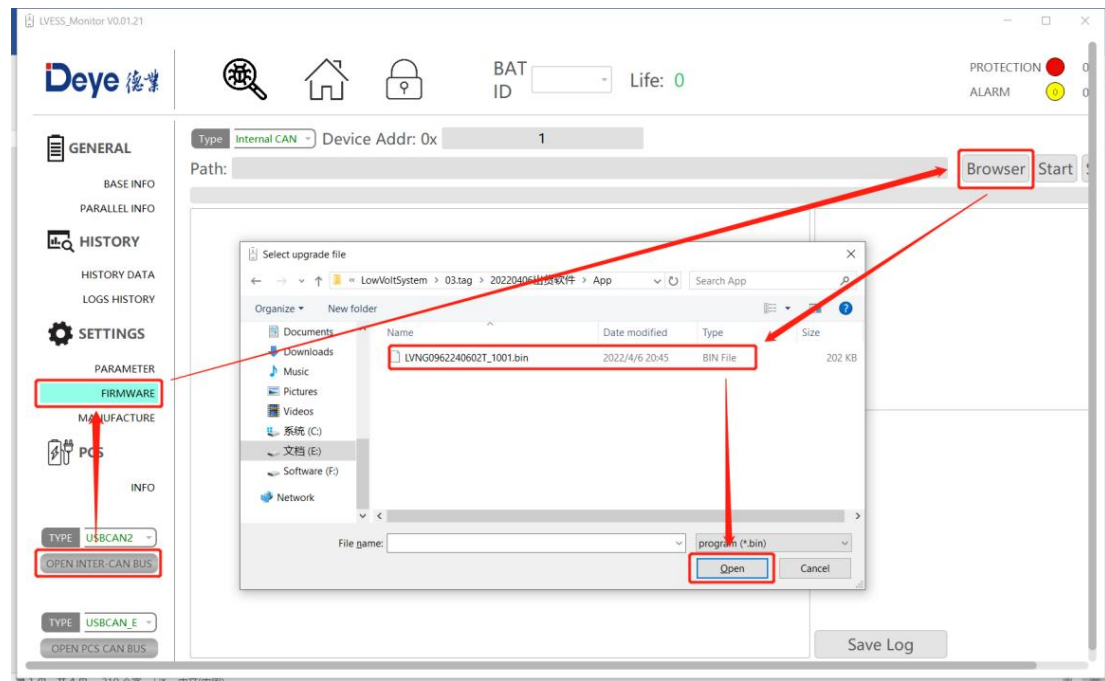 LVESS_Monitor V0.01.21
Deye 德業
BAT ID
Life: 0
PROTECTION 0
ALARM 0 0
Type Internal CAN Device Addr: 0x 1
Path: Browser Start
GENERAL
BASE INFO
PARALLEL INFO
HISTORY
HISTORY DATA
LOGS HISTORY
SETTINGS
PARAMETER
FIRMWARE
MANUFACTURE
PCS
INFO
TYPE USBCAN2
OPEN INTER-CAN BUS
TYPE USBCAN_E
OPEN PCS CAN BUS
Select upgrade file
« LowVoltSystem > 03.tag > 20220406出货软件 > App
Search App
Organize New folder
Name Date modified Type Size
LVNG0962240602T_1001.bin 2022/4/6 20:45 BIN File 202 KB
Documents
Downloads
Music
Pictures
Videos
系统 (C:)
文档 (E:)
Software (F:)
Network
File name: program (*.bin)
Open Cancel
Save Log